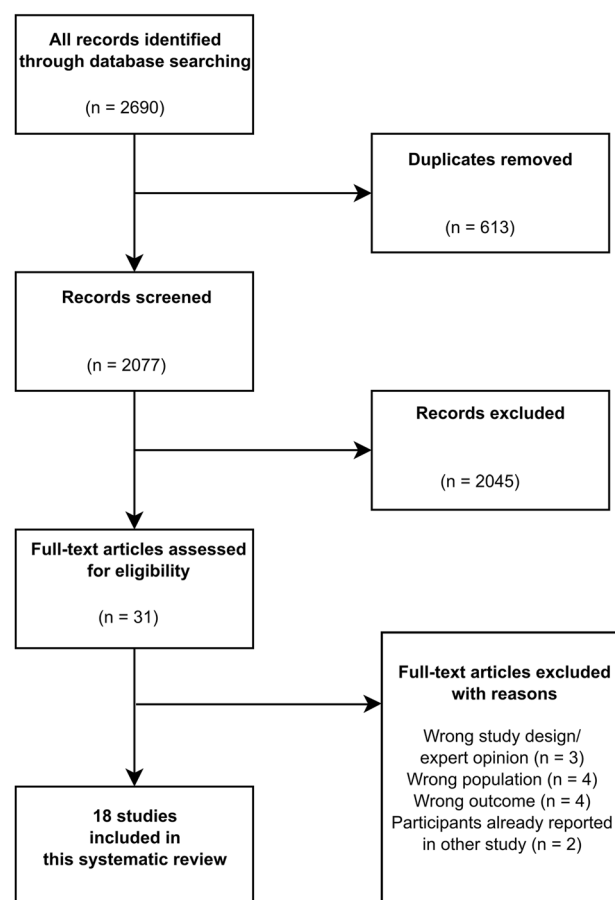 All records identified
through database searching
(n = 2690)
Duplicates removed
(n = 613)
Records screened
(n = 2077)
Records excluded
(n = 2045)
Full-text articles assessed
for eligibility
(n = 31)
Full-text articles excluded
with reasons
Wrong study design/
expert opinion (n = 3)
Wrong population (n = 4)
Wrong outcome (n = 4)
Participants already reported
in other study (n = 2)
18 studies
included in
this systematic review